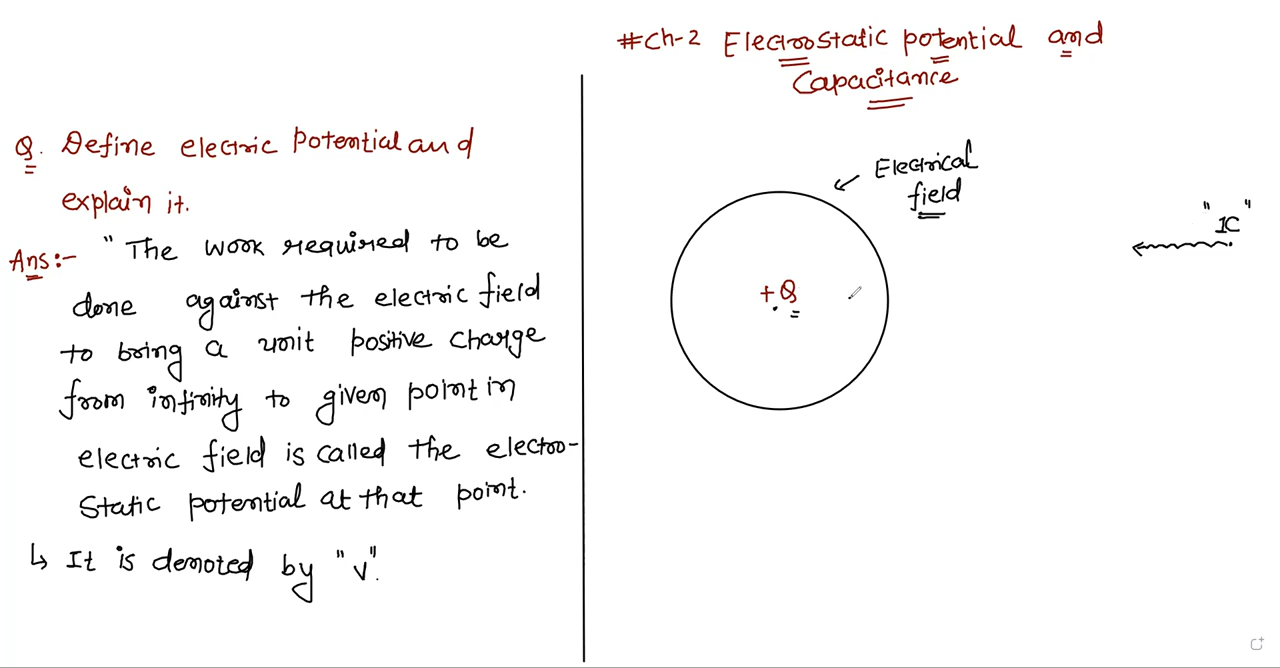 #Ch-2 Electrostatic potential and
Capacitance
Q. Define electric potential and
explain it.
Ans:- "The work required to be
done against the electric field
to bring a unit positive charge
from infinity to given point in
electric field is called the electro-
static potential at that point.
↳ It is denoted by "V".
Electrical
field
+Q
"1C"